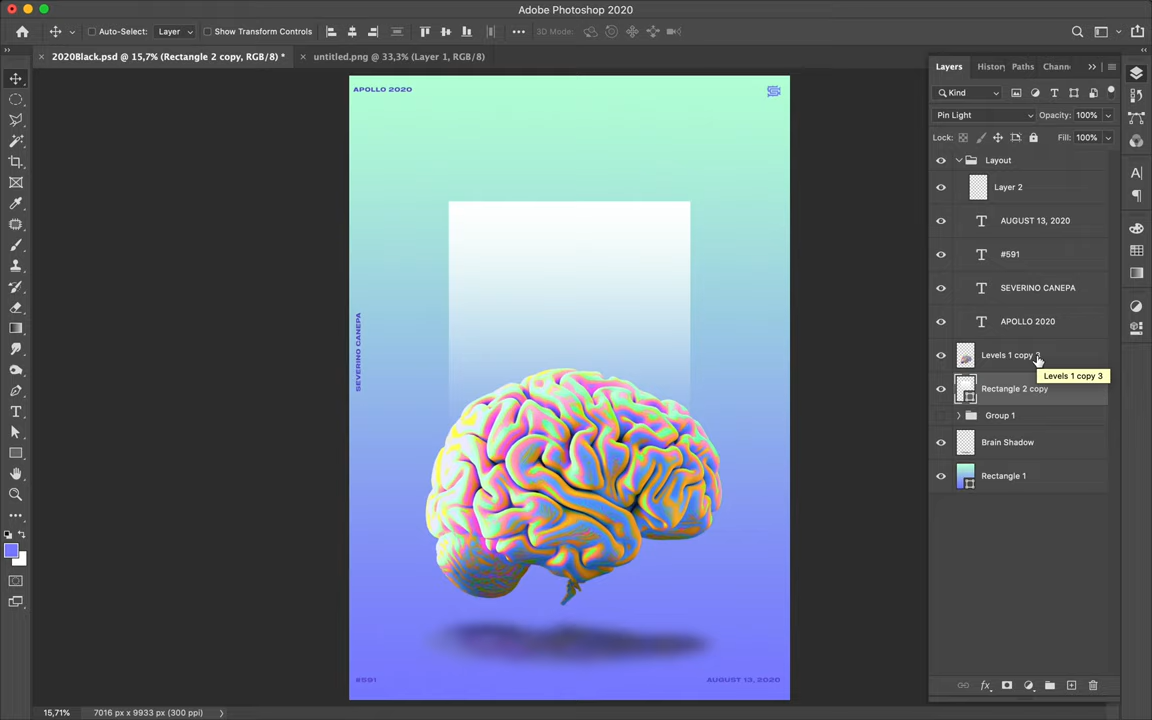 Adobe Photoshop 2020
Auto-Select: Layer Show Transform Controls 3D Mode:
2020Black.psd @ 15,7% (Rectangle 2 copy, RGB/8) *
untitled.png @ 33,3% (Layer 1, RGB/8)
Layers Histor Paths Chann
Kind
Pin Light Opacity: 100%
Lock: Fill: 100%
Layout
Layer 2
AUGUST 13, 2020
#591
SEVERINO CANEPA
APOLLO 2020
Levels 1 copy 3
Levels 1 copy 3
Rectangle 2 copy
Group 1
Brain Shadow
Rectangle 1
APOLLO 2020
SEVERINO CANEPA
#591
AUGUST 13, 2020
15,71% 7016 px x 9933 px (300 ppi)